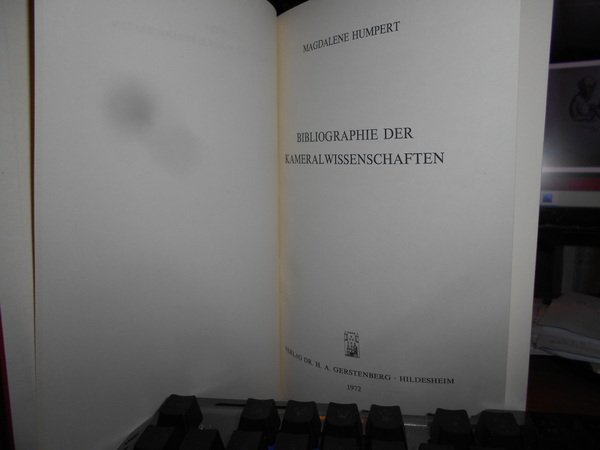 MAGDALENE HUMPERT
BIBLIOGRAPHIE DER
KAMERALWISSENSCHAFTEN
VERLAG DR. H. A. GERSTENBERG · HILDESHEIM
1972